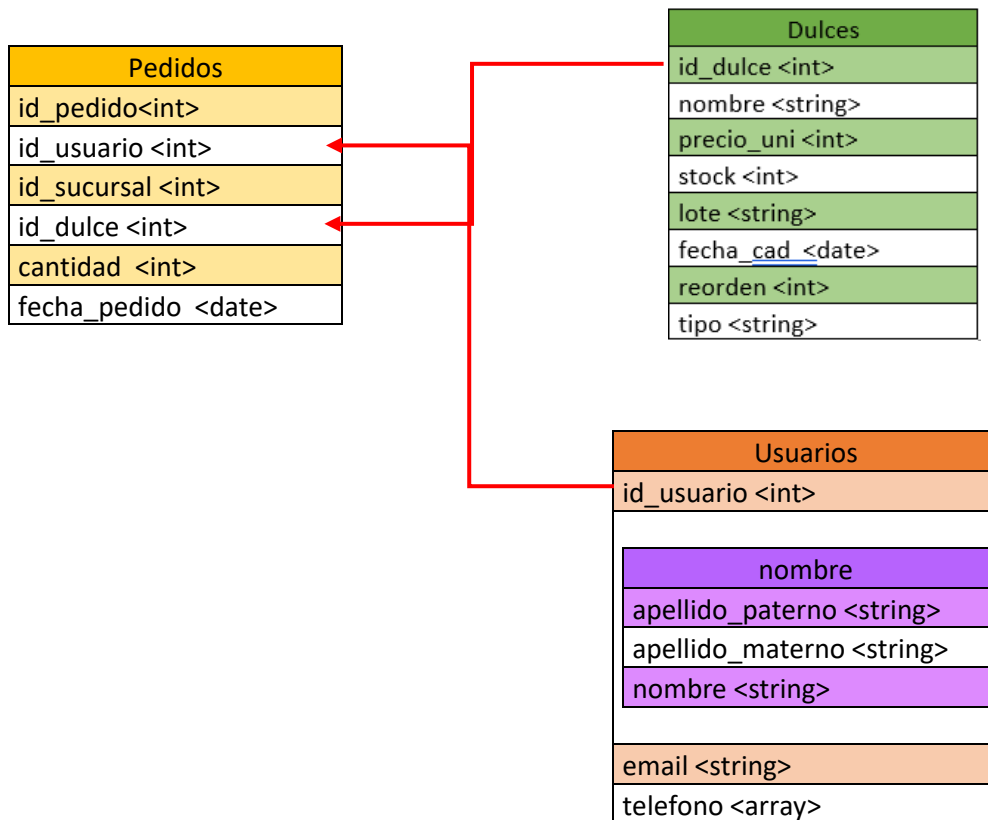 Pedidos
id_pedido<int>
id_usuario <int>
id_sucursal <int>
id_dulce <int>
cantidad <int>
fecha_pedido <date>
Dulces
id_dulce <int>
nombre <string>
precio_uni <int>
stock <int>
lote <string>
fecha_cad_<date>
reorden <int>
tipo <string>
Usuarios
id_usuario <int>
nombre
apellido_paterno <string>
apellido_materno <string>
nombre <string>
email <string>
telefono <array>